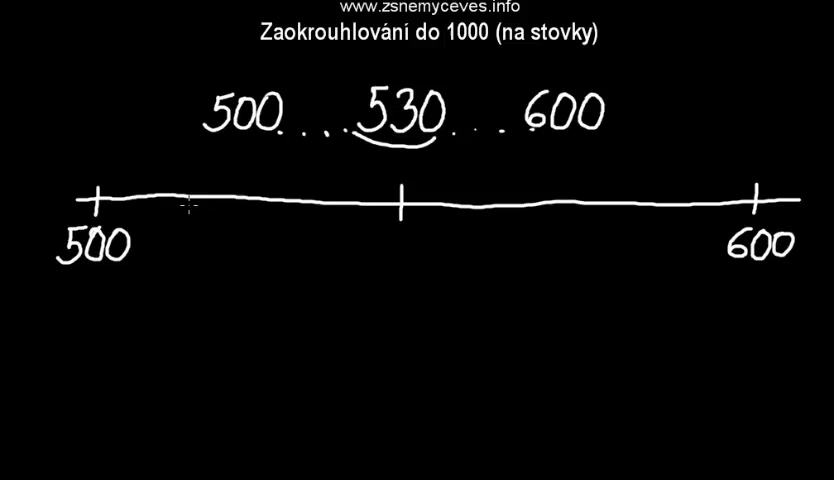 www.zsnemyceves.info
Zaokrouhlování do 1000 (na stovky)
500....530....600
500 600